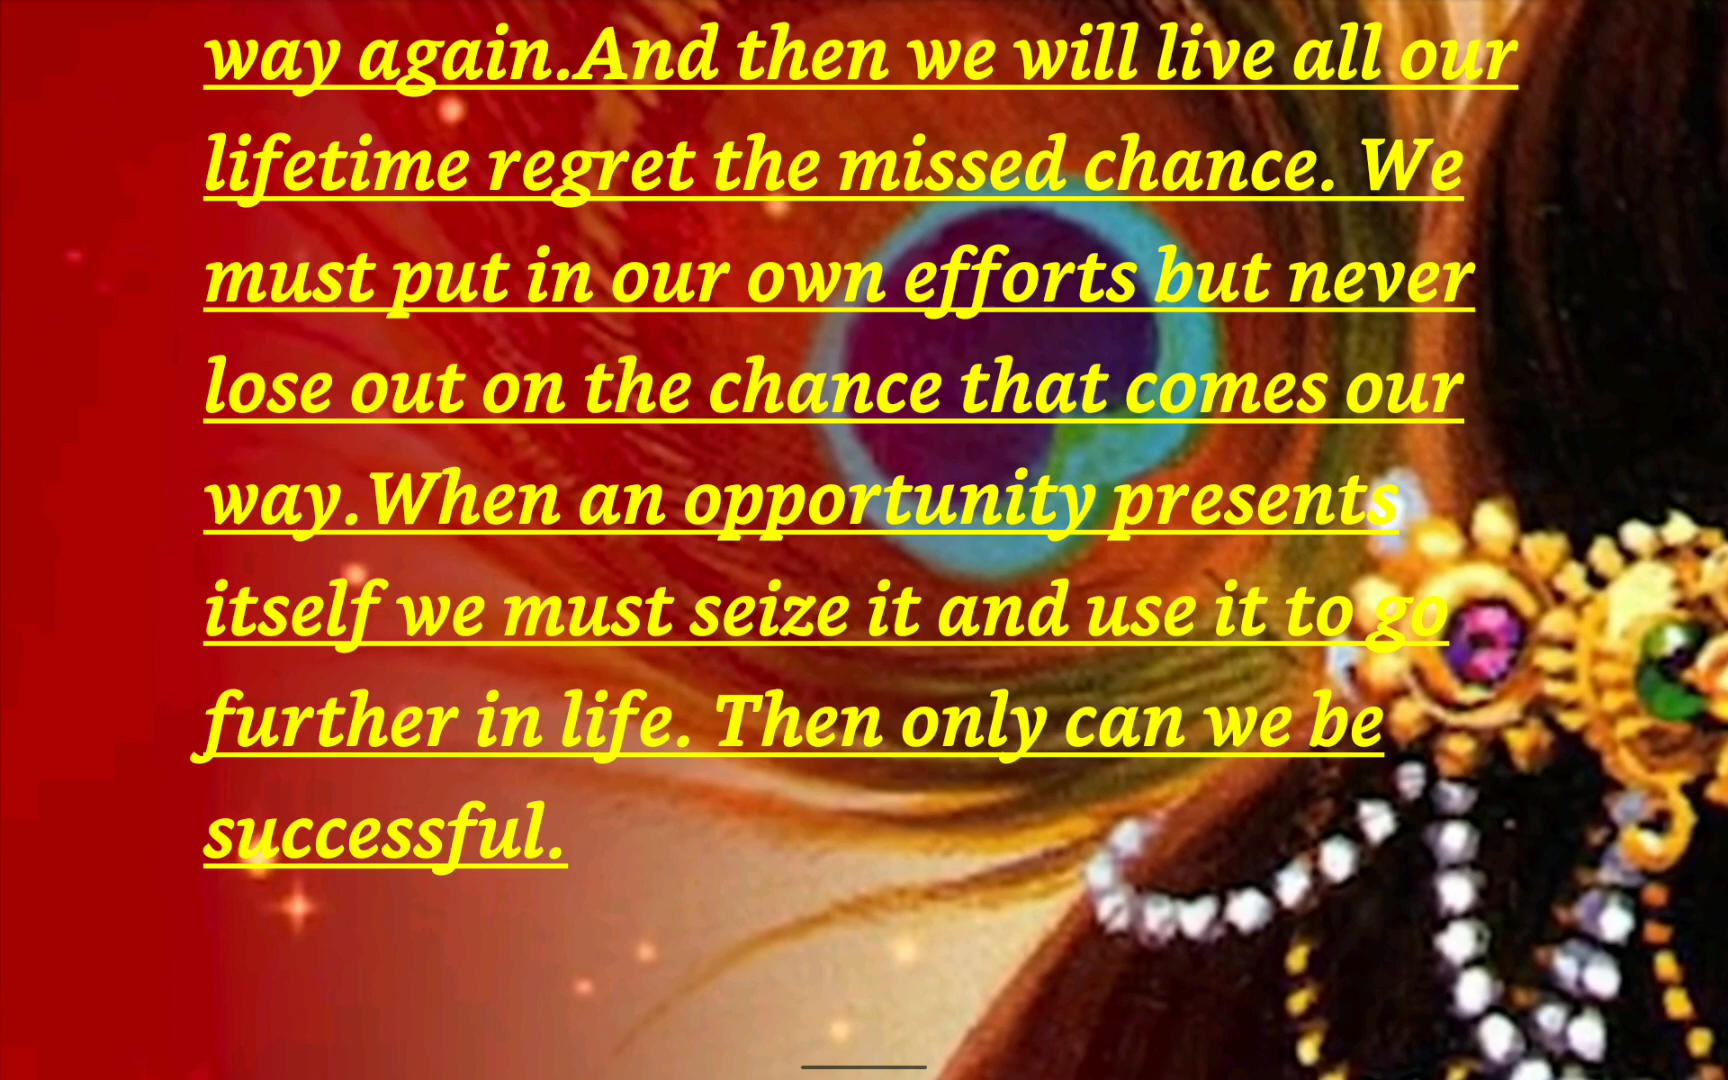 way again.And then we will live all our
lifetime regret the missed chance. We
must put in our own efforts but never
lose out on the chance that comes our
way.When an opportunity presents
itself we must seize it and use it to go
further in life. Then only can we be
successful.